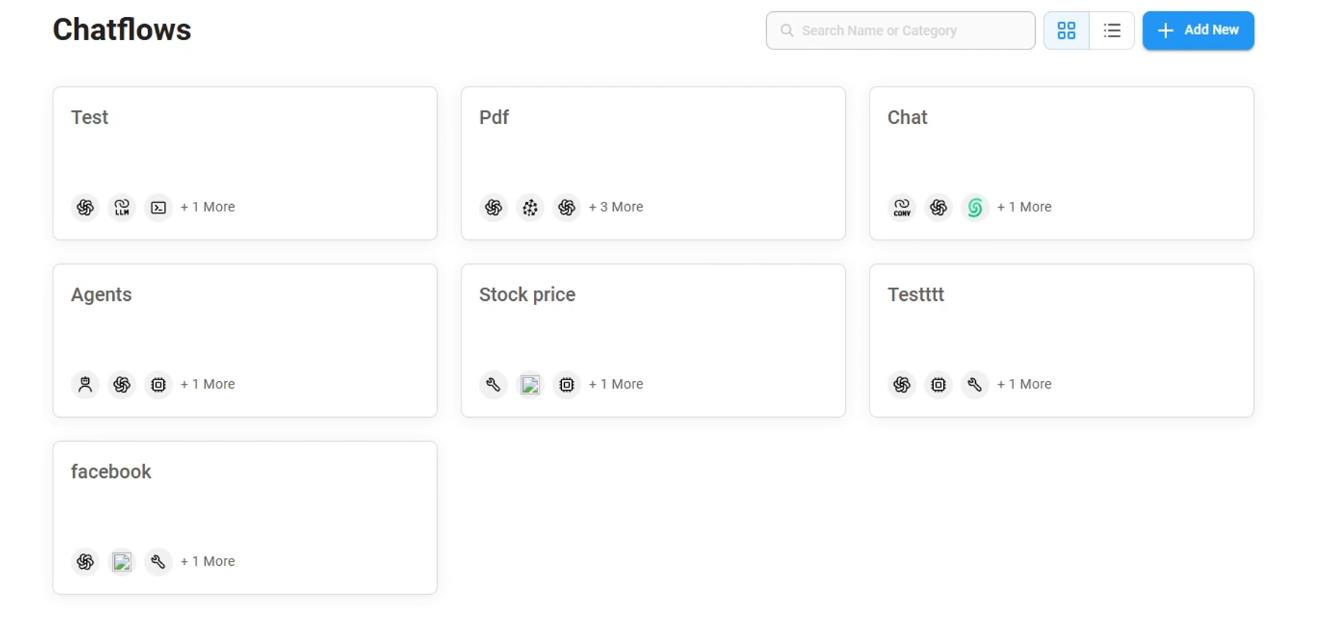 Chatflows
Search Name or Category
Add New
Test
LLM
+ 1 More
Pdf
+ 3 More
Chat
CONV
+ 1 More
Agents
+ 1 More
Stock price
+ 1 More
Testttt
+ 1 More
facebook
+ 1 More